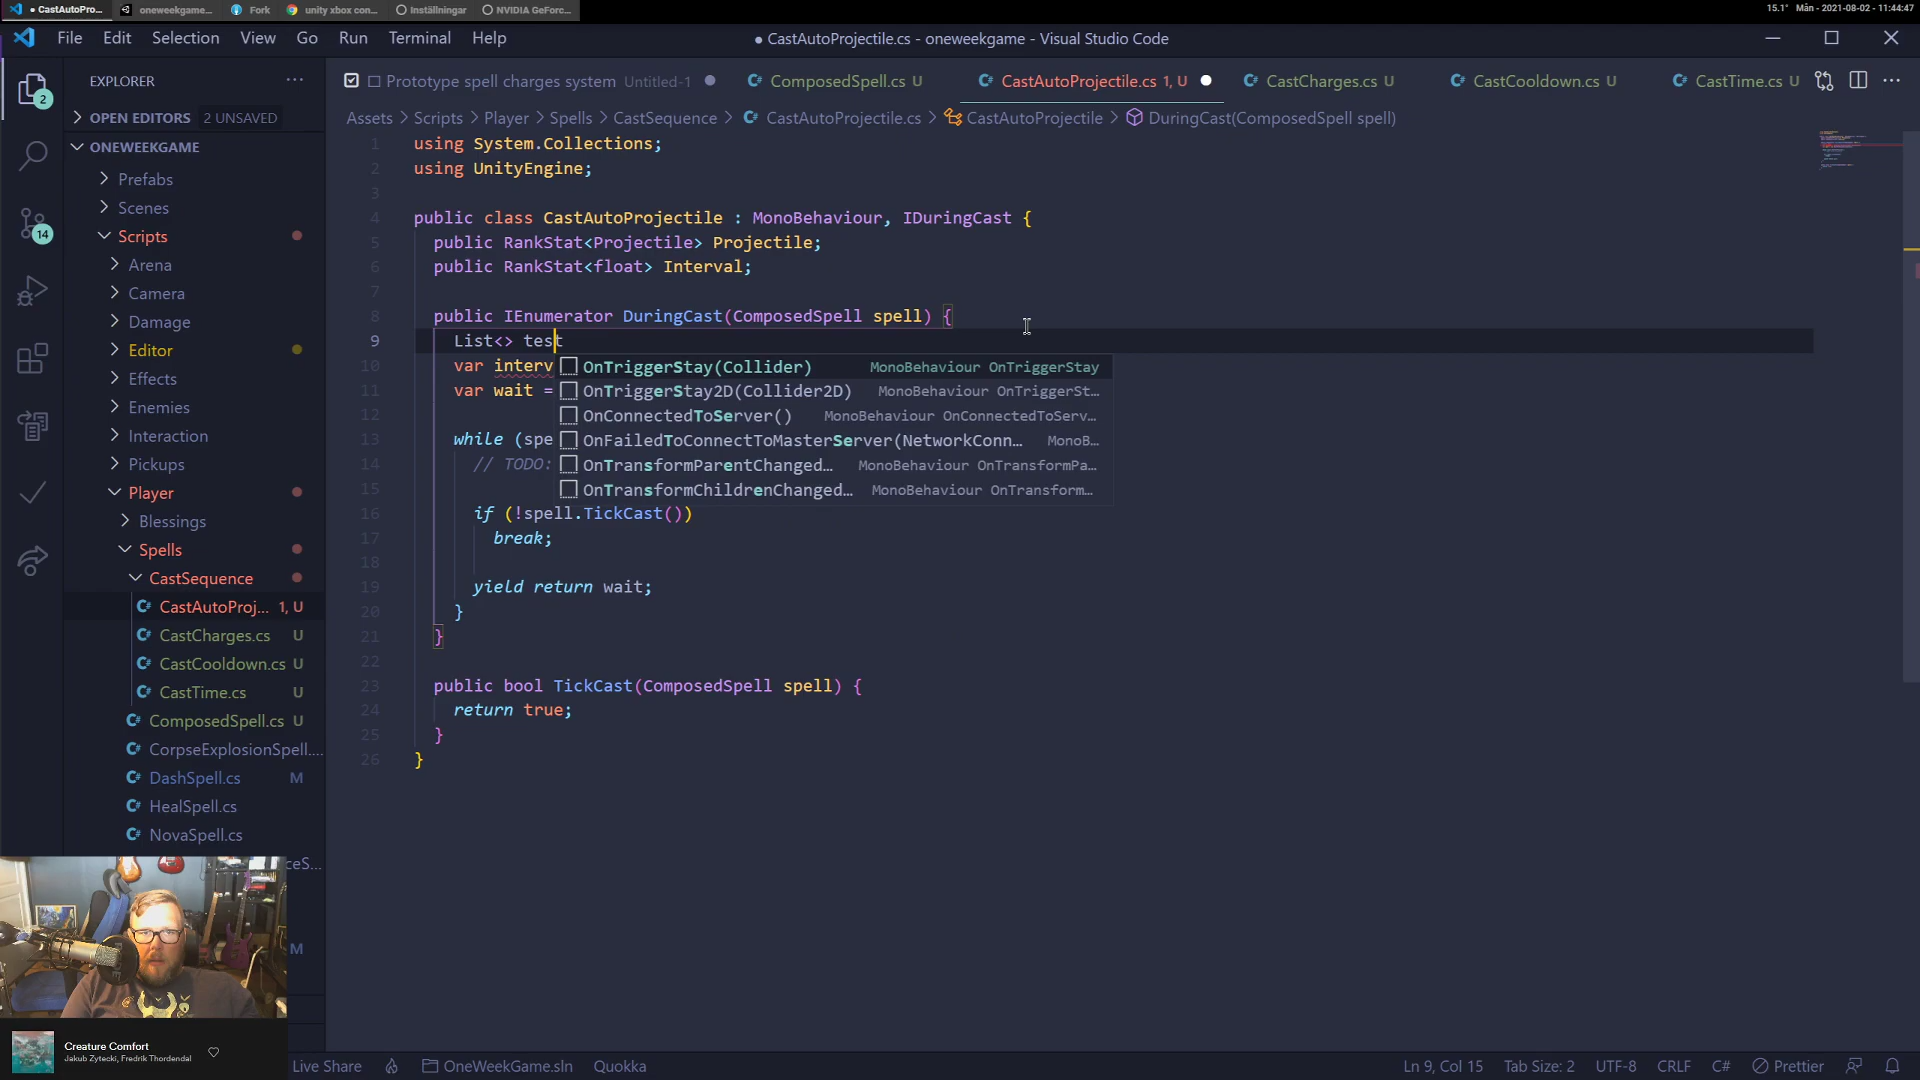 CastAutoPro...
oneweekgame...
Fork
unity xbox con...
Inställningar
NVIDIA GeForc...
15.1° Mån - 2021-08-02 - 11:44:47
File Edit Selection View Go Run Terminal Help
● CastAutoProjectile.cs - oneweekgame - Visual Studio Code
EXPLORER
OPEN EDITORS 2 UNSAVED
ONEWEEKGAME
Prefabs
Scenes
Scripts
Arena
Camera
Damage
Editor
Effects
Enemies
Interaction
Pickups
Player
Blessings
Spells
CastSequence
CastAutoProj... 1, U
CastCharges.cs U
CastCooldown.cs U
CastTime.cs U
ComposedSpell.cs U
CorpseExplosionSpell....
DashSpell.cs M
HealSpell.cs
NovaSpell.cs
ceS...
M
2
14
Prototype spell charges system Untitled-1
ComposedSpell.cs U
CastAutoProjectile.cs 1, U
CastCharges.cs U
CastCooldown.cs U
CastTime.cs U
Assets > Scripts > Player > Spells > CastSequence > CastAutoProjectile.cs > CastAutoProjectile > DuringCast(ComposedSpell spell)
1 using System.Collections;
2 using UnityEngine;
3
4 public class CastAutoProjectile : MonoBehaviour, IDuringCast {
5 public RankStat<Projectile> Projectile;
6 public RankStat<float> Interval;
7
8 public IEnumerator DuringCast(ComposedSpell spell) {
9 List<> test
10 var interv
11 var wait =
12
13 while (spe
14 // TODO:
15
16 if (!spell.TickCast())
17 break;
18
19 yield return wait;
20 }
21 }
22
23 public bool TickCast(ComposedSpell spell) {
24 return true;
25 }
26 }
OnTriggerStay(Collider) MonoBehaviour OnTriggerStay
OnTriggerStay2D(Collider2D) MonoBehaviour OnTriggerSt...
OnConnectedToServer() MonoBehaviour OnConnectedToServ...
OnFailedToConnectToMasterServer(NetworkConn... MonoB...
OnTransformParentChanged... MonoBehaviour OnTransformPa...
OnTransformChildrenChanged... MonoBehaviour OnTransform...
Creature Comfort
Jakub Zytecki, Fredrik Thordendal
Live Share
OneWeekGame.sln
Quokka
Ln 9, Col 15 Tab Size: 2 UTF-8 CRLF C# Prettier